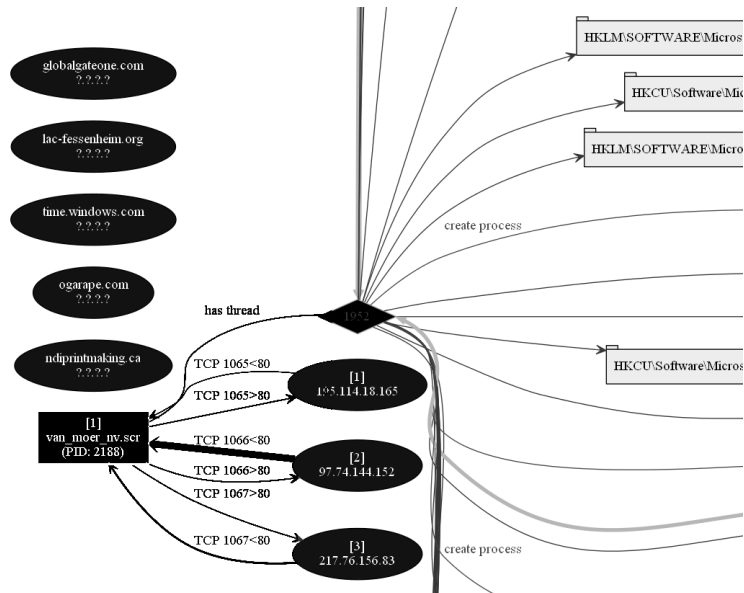 globalgateone.com
?.?.?.?
lac-fessenheim.org
?.?.?.?
time.windows.com
?.?.?.?
ogarape.com
?.?.?.?
ndiprintmaking.ca
?.?.?.?
HKLM\SOFTWARE\Micros
HKCU\Software\Mic
HKLM\SOFTWARE\Micros
create process
has thread
1952
HKCU\Software\Micros
TCP 1065<80
[1]
195.114.18.165
TCP 1065>80
[1]
van_moer_nv.scr
(PID: 2188)
TCP 1066<80
[2]
97.74.144.152
TCP 1066>80
TCP 1067>80
TCP 1067<80
[3]
217.76.156.83
create process